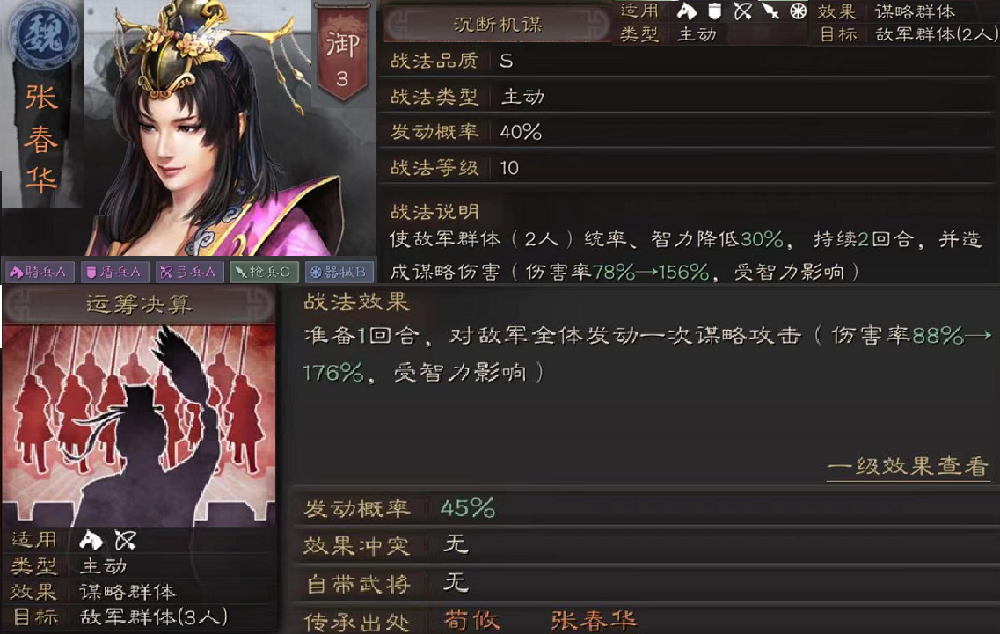 魏
张春华
御
3
骑兵A
盾兵A
弓兵A
枪兵C
器械B
沉断机谋
适用
效果 谋略群体
类型 主动
目标 敌军群体(2人)
战法品质 S
战法类型 主动
发动概率 40%
战法等级 10
战法说明
使敌军群体（2人）统率、智力降低30%，持续2回合，并造
成谋略伤害（伤害率78%→156%，受智力影响）
运筹决算
适用
类型 主动
效果 谋略群体
目标 敌军群体(3人)
战法效果
准备1回合，对敌军全体发动一次谋略攻击（伤害率88%→
176%，受智力影响）
一级效果查看
发动概率 45%
效果冲突 无
自带武将 无
传承出处 荀攸 张春华